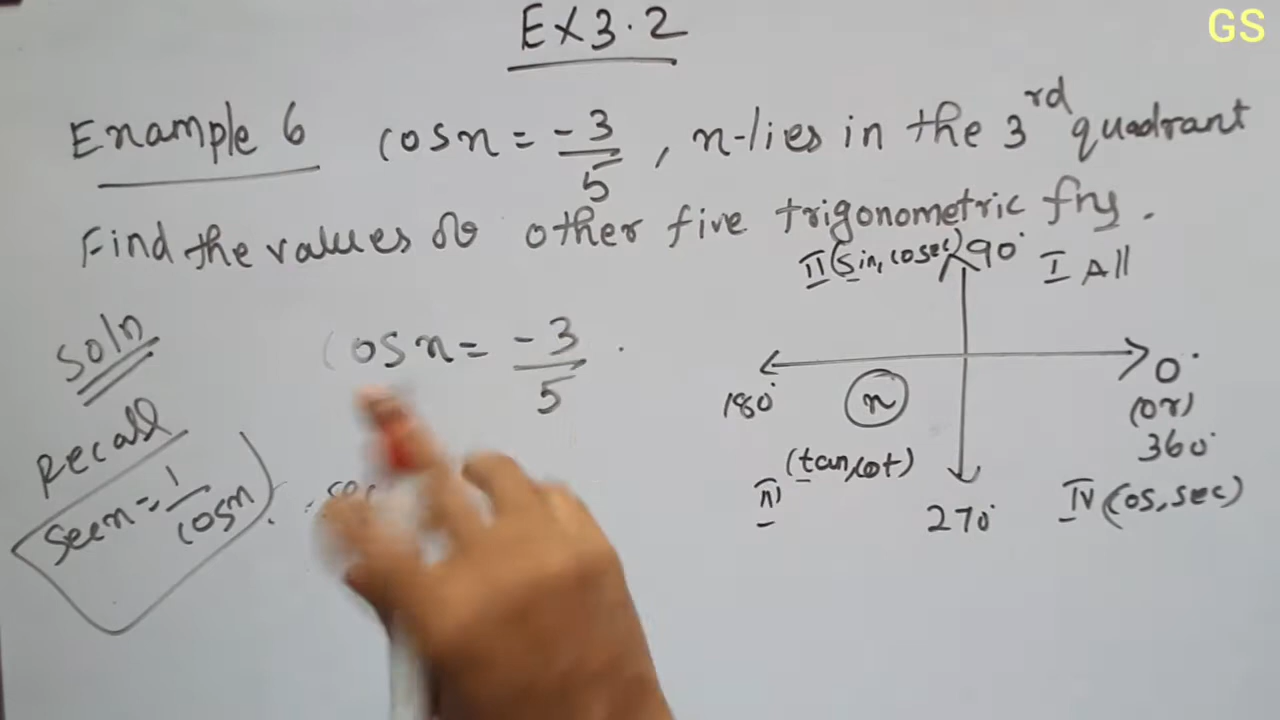 GS
EX 3.2
Example 6 cos x = -3/5, x-lies in the 3rd quadrant
Find the values of other five trigonometric fns.
II (sin, cosec) 90° I All
Soln
cos x = -3/5.
180° x 0°
(or)
360°
Recall
sec x = 1/cos x
(tan, cot)
270° IV (cos, sec)